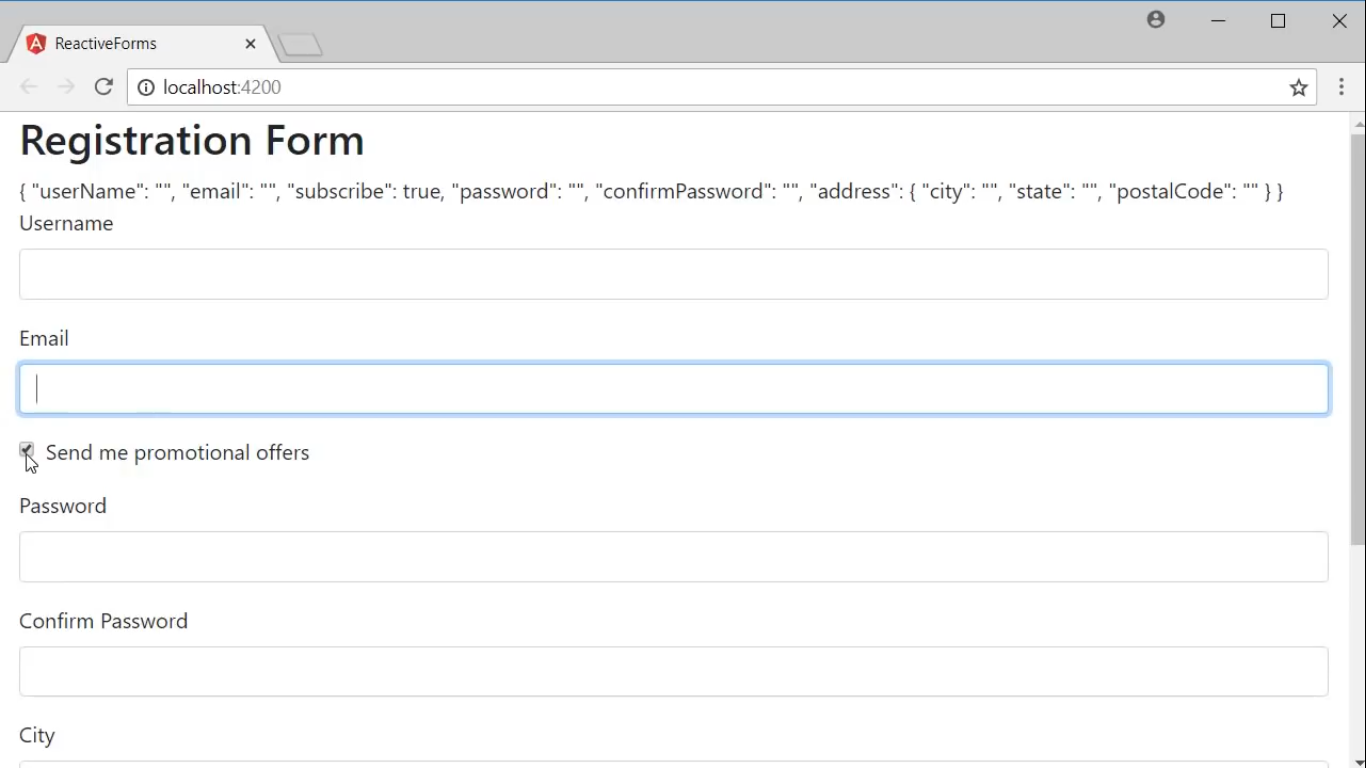 ReactiveForms
localhost:4200
Registration Form
{ "userName": "", "email": "", "subscribe": true, "password": "", "confirmPassword": "", "address": { "city": "", "state": "", "postalCode": "" } }
Username
Email
Send me promotional offers
Password
Confirm Password
City